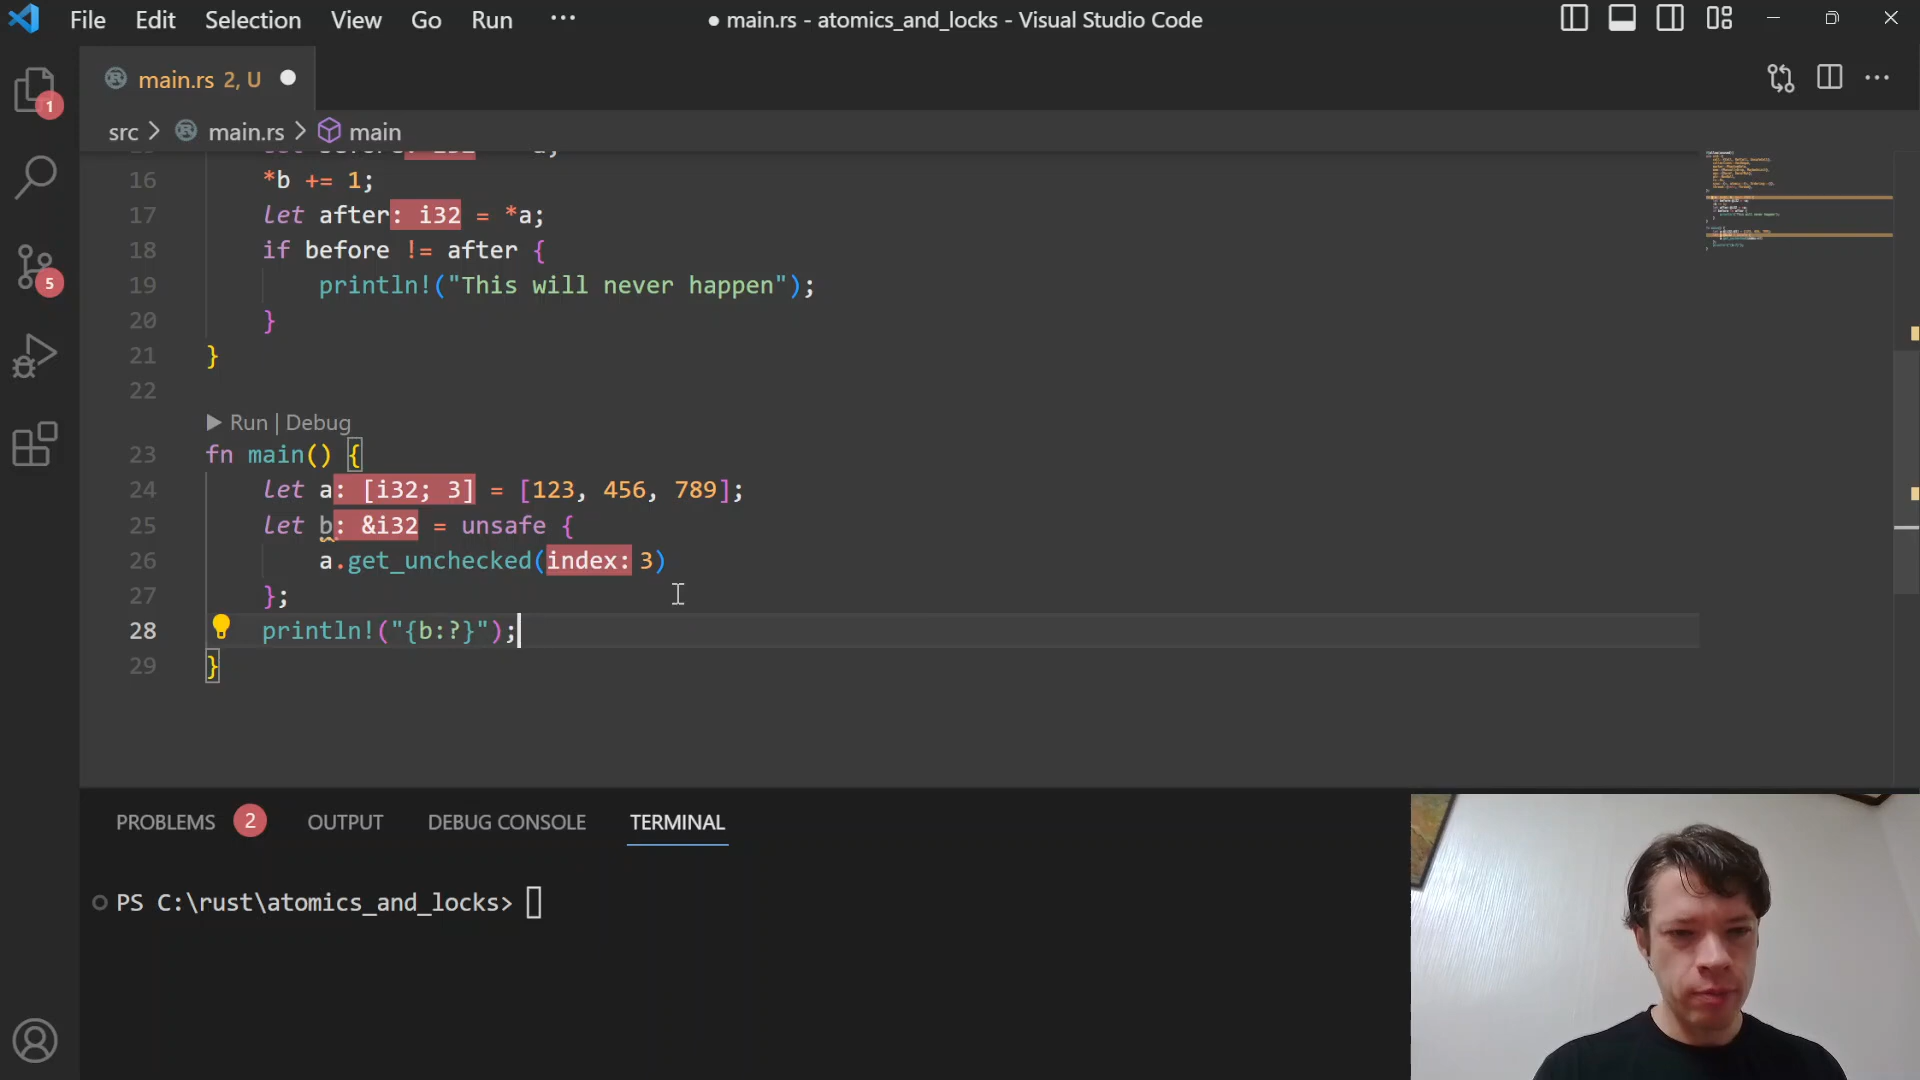 File Edit Selection View Go Run ··· ● main.rs - atomics_and_locks - Visual Studio Code
main.rs 2, U ●
src > main.rs > main
16 *b += 1;
17 let after: i32 = *a;
18 if before != after {
19 println!("This will never happen");
20 }
21 }
22
▶ Run | Debug
23 fn main() {
24 let a: [i32; 3] = [123, 456, 789];
25 let b: &i32 = unsafe {
26 a.get_unchecked(index: 3)
27 };
28 println!("{b:?}");
29 }
1
5
PROBLEMS 2 OUTPUT DEBUG CONSOLE TERMINAL
PS C:\rust\atomics_and_locks>